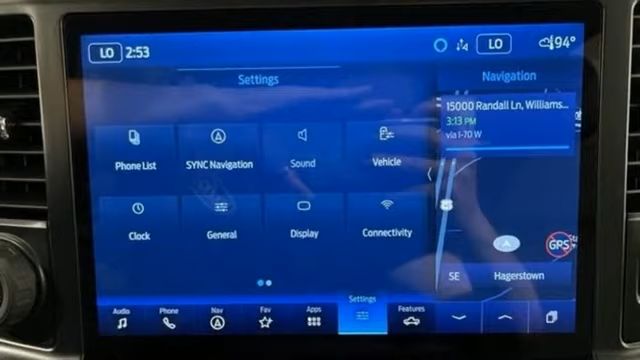 LO 2:53
LO
94°
Settings
Navigation
15000 Randall Ln, Williams...
3:13 PM
via I-70 W
Phone List
SYNC Navigation
Sound
Vehicle
Clock
General
Display
Connectivity
GPS
SE
Hagerstown
Audio
Phone
Nav
Fav
Apps
Settings
Features